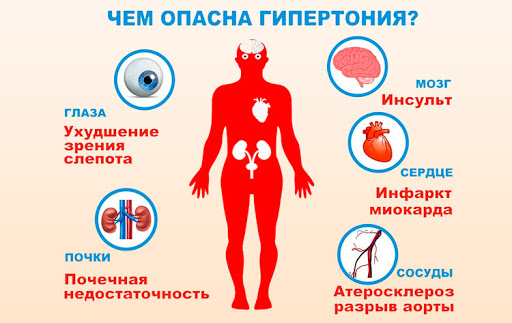 ЧЕМ ОПАСНА ГИПЕРТОНИЯ?
ГЛАЗА
Ухудшение
зрения
слепота
ПОЧКИ
Почечная
недостаточность
МОЗГ
Инсульт
СЕРДЦЕ
Инфаркт
миокарда
СОСУДЫ
Атеросклероз
разрыв аорты